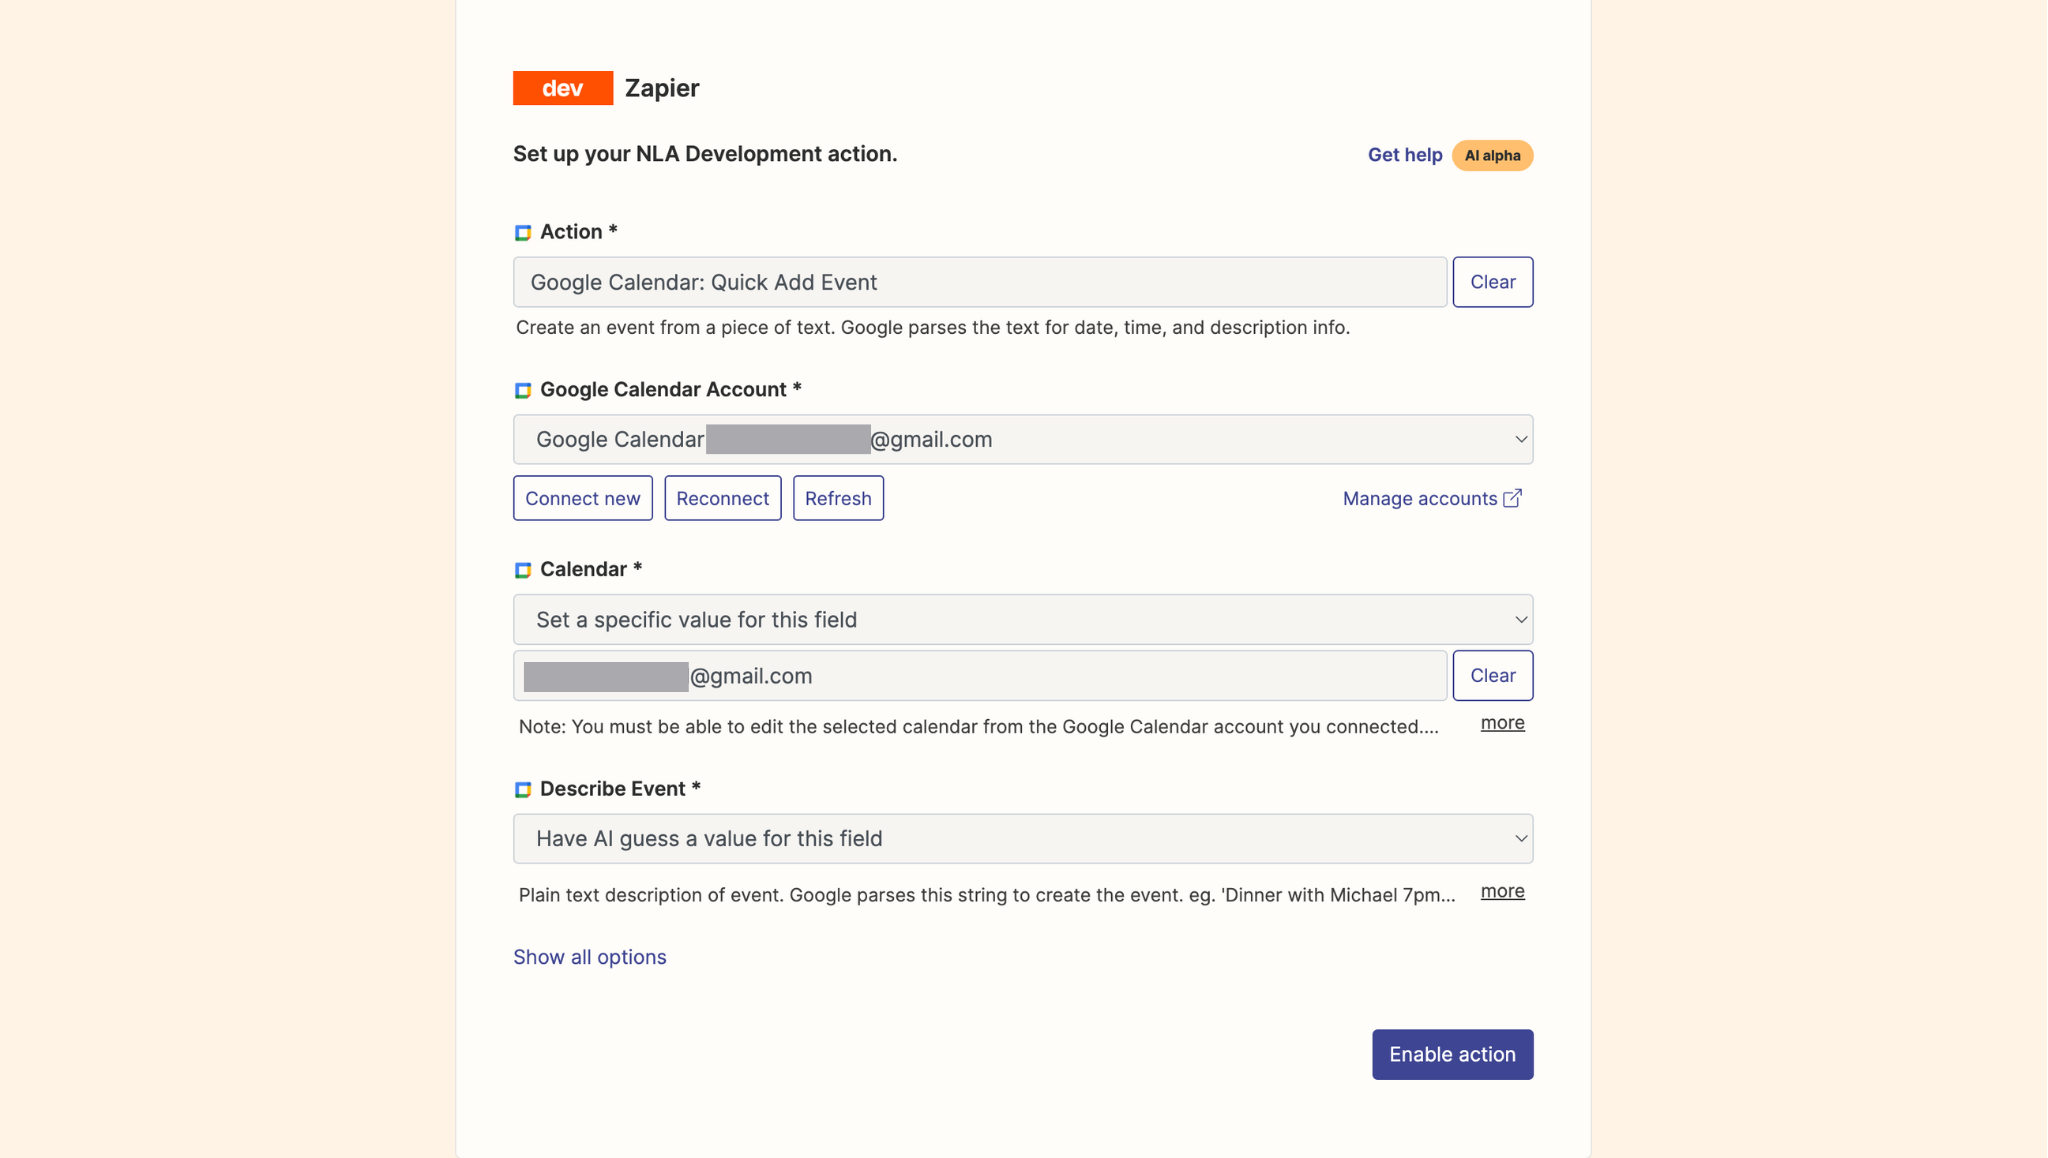 dev Zapier
Set up your NLA Development action.
Get help AI alpha
Action *
Google Calendar: Quick Add Event
Clear
Create an event from a piece of text. Google parses the text for date, time, and description info.
Google Calendar Account *
Google Calendar @gmail.com
Connect new Reconnect Refresh
Manage accounts
Calendar *
Set a specific value for this field
@gmail.com
Clear
Note: You must be able to edit the selected calendar from the Google Calendar account you connected.... more
Describe Event *
Have AI guess a value for this field
Plain text description of event. Google parses this string to create the event. eg. 'Dinner with Michael 7pm... more
Show all options
Enable action